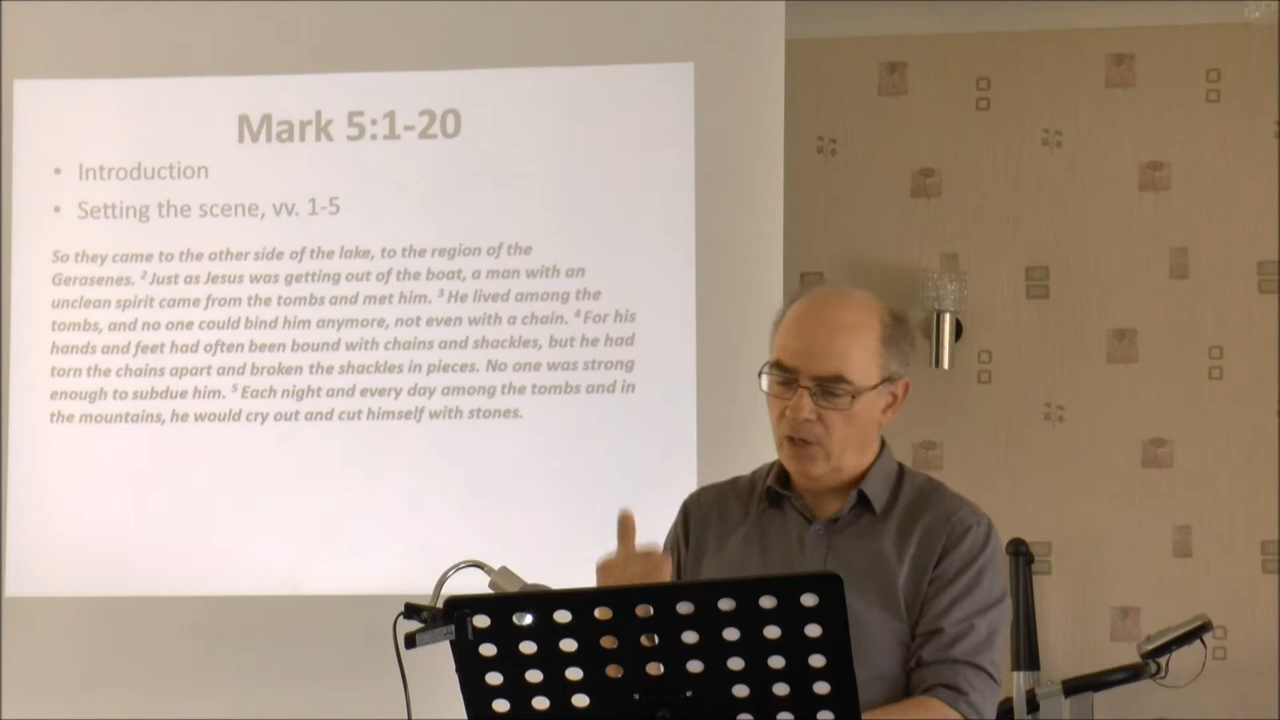 Mark 5:1-20
• Introduction
• Setting the scene, vv. 1-5
So they came to the other side of the lake, to the region of the
Gerasenes. ² Just as Jesus was getting out of the boat, a man with an
unclean spirit came from the tombs and met him. ³ He lived among the
tombs, and no one could bind him anymore, not even with a chain. ⁴ For his
hands and feet had often been bound with chains and shackles, but he had
torn the chains apart and broken the shackles in pieces. No one was strong
enough to subdue him. ⁵ Each night and every day among the tombs and in
the mountains, he would cry out and cut himself with stones.